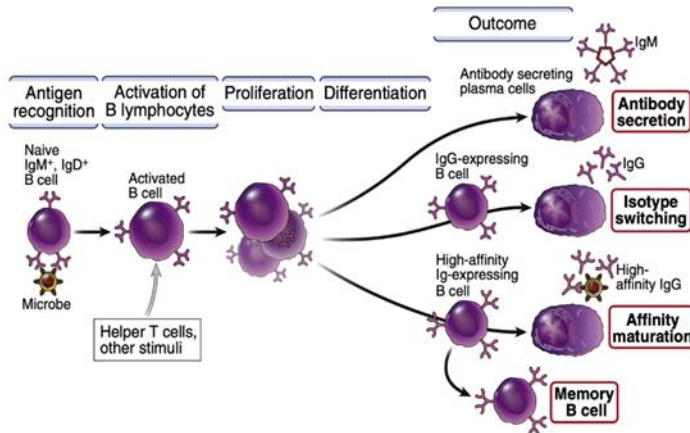 Outcome
IgM
Antigen
recognition
Activation of
B lymphocytes
Proliferation
Differentiation
Antibody secreting
plasma cells
Antibody
secretion
Naive
IgM+, IgD+
B cell
Activated
B cell
IgG-expressing
B cell
IgG
Isotype
switching
Microbe
High-affinity
Ig-expressing
B cell
High-
affinity IgG
Helper T cells,
other stimuli
Affinity
maturation
Memory
B cell